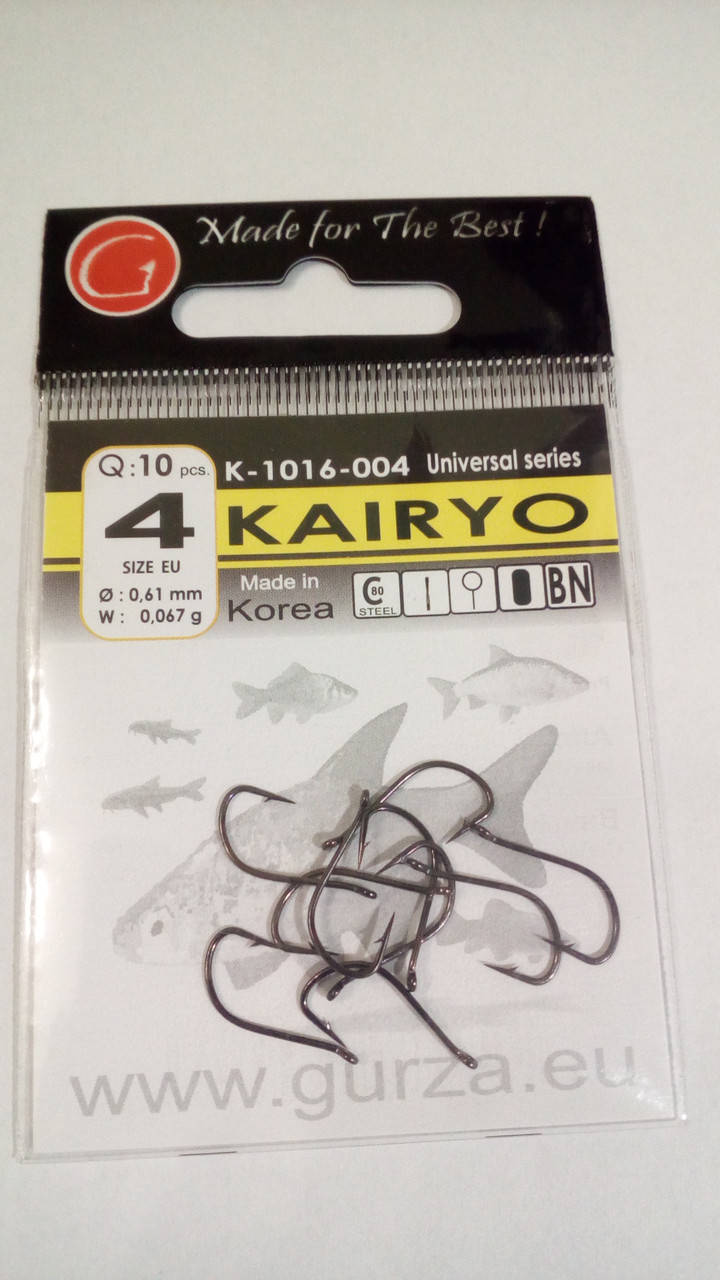 G
Made for The Best !
Q:10 pcs.
K-1016-004 Universal series
4
KAIRYO
SIZE EU
Ø : 0,61 mm
W : 0,067 g
Made in
Korea
C80
STEEL
BN
www.gurza.eu